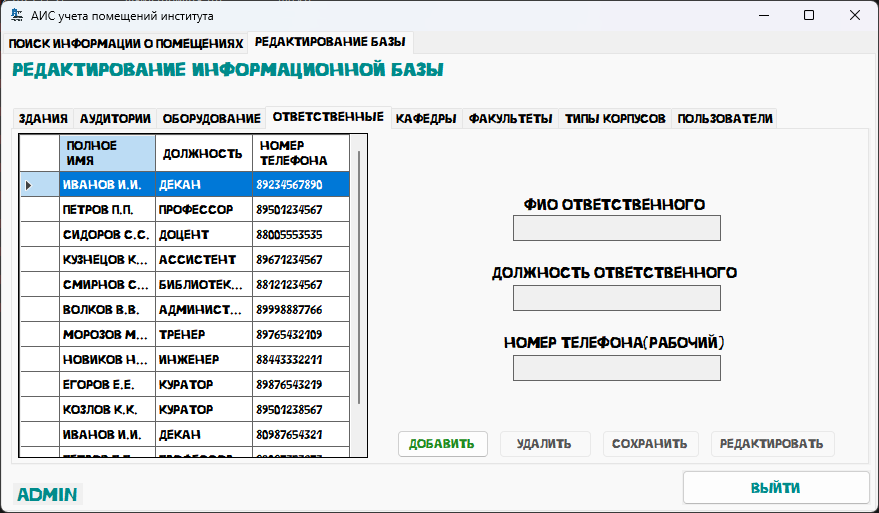 АИС учета помещений института
ПОИСК ИНФОРМАЦИИ О ПОМЕЩЕНИЯХ РЕДАКТИРОВАНИЕ БАЗЫ
РЕДАКТИРОВАНИЕ ИНФОРМАЦИОННОЙ БАЗЫ
ЗДАНИЯ АУДИТОРИИ ОБОРУДОВАНИЕ ОТВЕТСТВЕННЫЕ КАФЕДРЫ ФАКУЛЬТЕТЫ ТИПЫ КОРПУСОВ ПОЛЬЗОВАТЕЛИ
ПОЛНОЕ ИМЯ ДОЛЖНОСТЬ НОМЕР ТЕЛЕФОНА
ИВАНОВ И.И. ДЕКАН 89234567890
ПЕТРОВ П.П. ПРОФЕССОР 89501234567
СИДОРОВ С.С. ДОЦЕНТ 88005553535
КУЗНЕЦОВ К... АССИСТЕНТ 89671234567
СМИРНОВ С... БИБЛИОТЕК... 88121234567
ВОЛКОВ В.В. АДМИНИСТ... 89998887766
МОРОЗОВ М... ТРЕНЕР 89765432109
НОВИКОВ Н... ИНЖЕНЕР 88443332211
ЕГОРОВ Е.Е. КУРАТОР 89876543219
КОЗЛОВ К.К. КУРАТОР 89501238567
ИВАНОВ И.И. ДЕКАН 80987654321
ФИО ОТВЕТСТВЕННОГО
ДОЛЖНОСТЬ ОТВЕТСТВЕННОГО
НОМЕР ТЕЛЕФОНА(РАБОЧИЙ)
ДОБАВИТЬ УДАЛИТЬ СОХРАНИТЬ РЕДАКТИРОВАТЬ
ADMIN
ВЫЙТИ